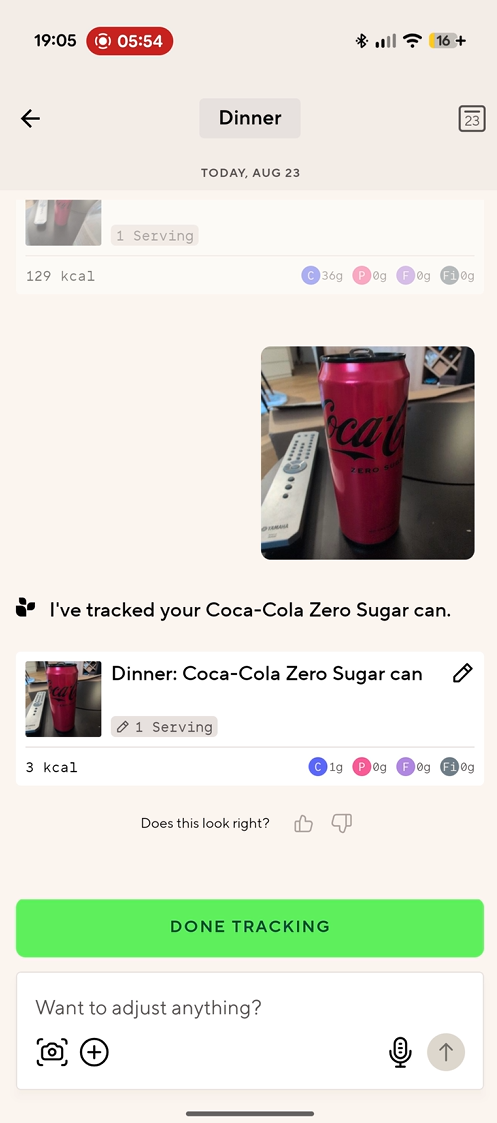 19:05
05:54
16+
Dinner
23
TODAY, AUG 23
1 Serving
129 kcal
C 36g P 0g F 0g Fi 0g
Coca-C
ZERO
YAMAHA
I've tracked your Coca-Cola Zero Sugar can.
Dinner: Coca-Cola Zero Sugar can
1 Serving
3 kcal
C 1g P 0g F 0g Fi 0g
Does this look right?
DONE TRACKING
Want to adjust anything?